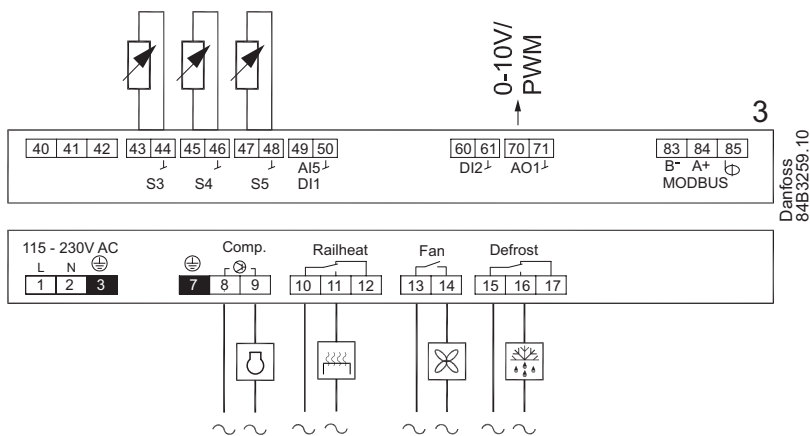 0-10V/
PWM
3
40 41 42 43 44 45 46 47 48 49 50 60 61 70 71 83 84 85
S3 S4 S5 AI5 DI1 DI2 AO1 B- A+
MODBUS
Danfoss
84B3259.10
115 - 230V AC Comp. Railheat Fan Defrost
L N
1 2 3 7 8 9 10 11 12 13 14 15 16 17